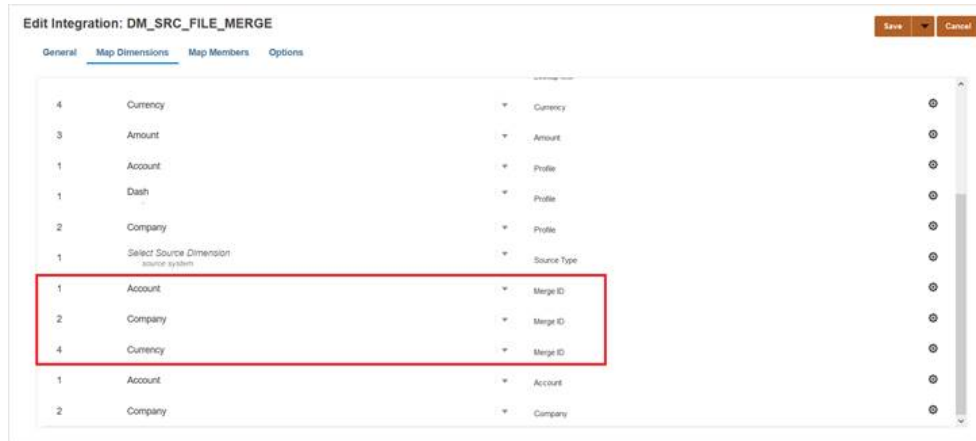 Edit Integration: DM_SRC_FILE_MERGE
Save Cancel
General Map Dimensions Map Members Options
4 Currency Currency
3 Amount Amount
1 Account Profile
1 Dash Profile
2 Company Profile
1 Select Source Dimension Source Type
source system
1 Account Merge ID
2 Company Merge ID
4 Currency Merge ID
1 Account Account
2 Company Company